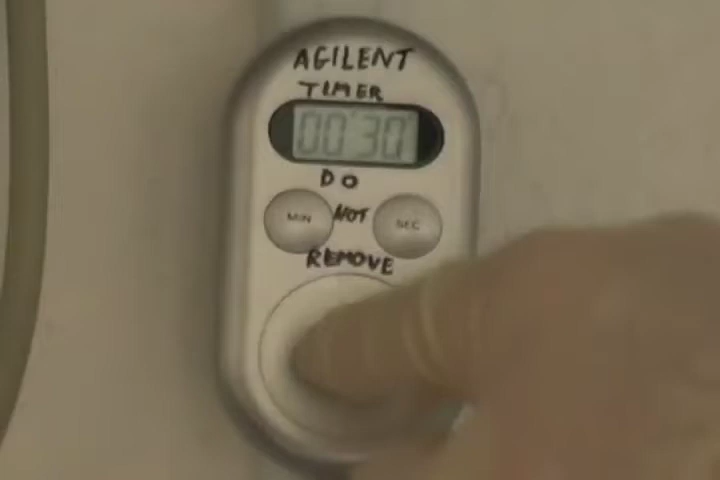 AGILENT
TIMER
00'30"
DO
MIN NOT SEC
REMOVE